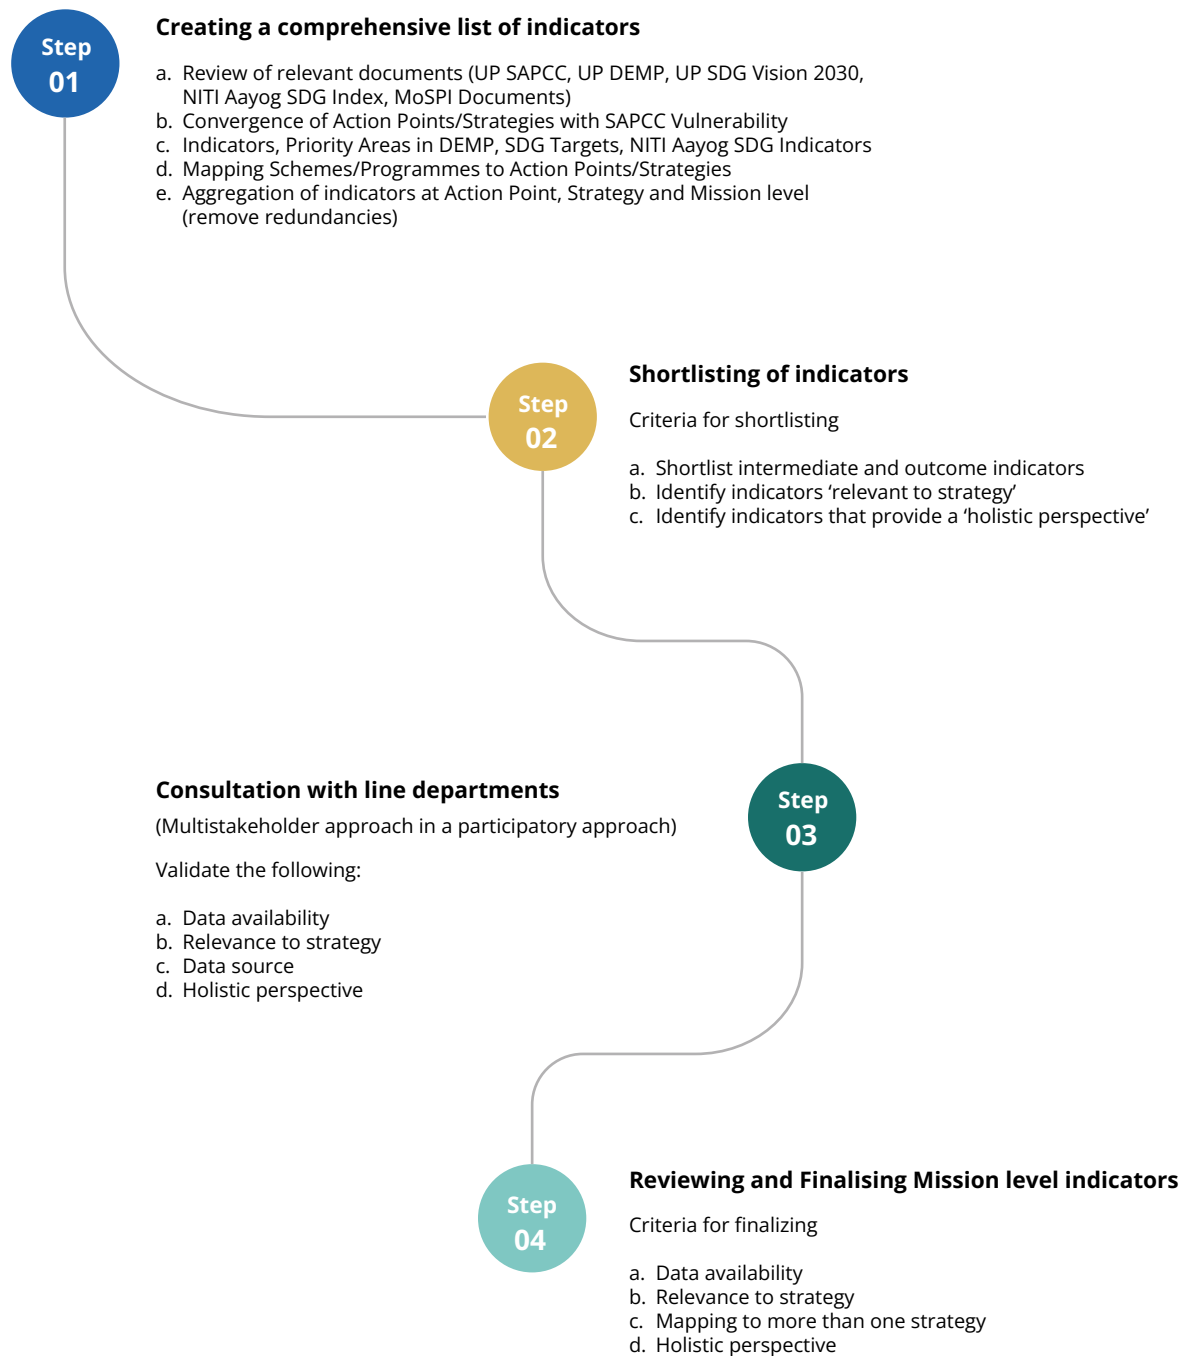 Step
01
Creating a comprehensive list of indicators
a. Review of relevant documents (UP SAPCC, UP DEMP, UP SDG Vision 2030,
NITI Aayog SDG Index, MoSPI Documents)
b. Convergence of Action Points/Strategies with SAPCC Vulnerability
c. Indicators, Priority Areas in DEMP, SDG Targets, NITI Aayog SDG Indicators
d. Mapping Schemes/Programmes to Action Points/Strategies
e. Aggregation of indicators at Action Point, Strategy and Mission level
(remove redundancies)
Step
02
Shortlisting of indicators
Criteria for shortlisting
a. Shortlist intermediate and outcome indicators
b. Identify indicators ‘relevant to strategy’
c. Identify indicators that provide a ‘holistic perspective’
Step
03
Consultation with line departments
(Multistakeholder approach in a participatory approach)
Validate the following:
a. Data availability
b. Relevance to strategy
c. Data source
d. Holistic perspective
Step
04
Reviewing and Finalising Mission level indicators
Criteria for finalizing
a. Data availability
b. Relevance to strategy
c. Mapping to more than one strategy
d. Holistic perspective